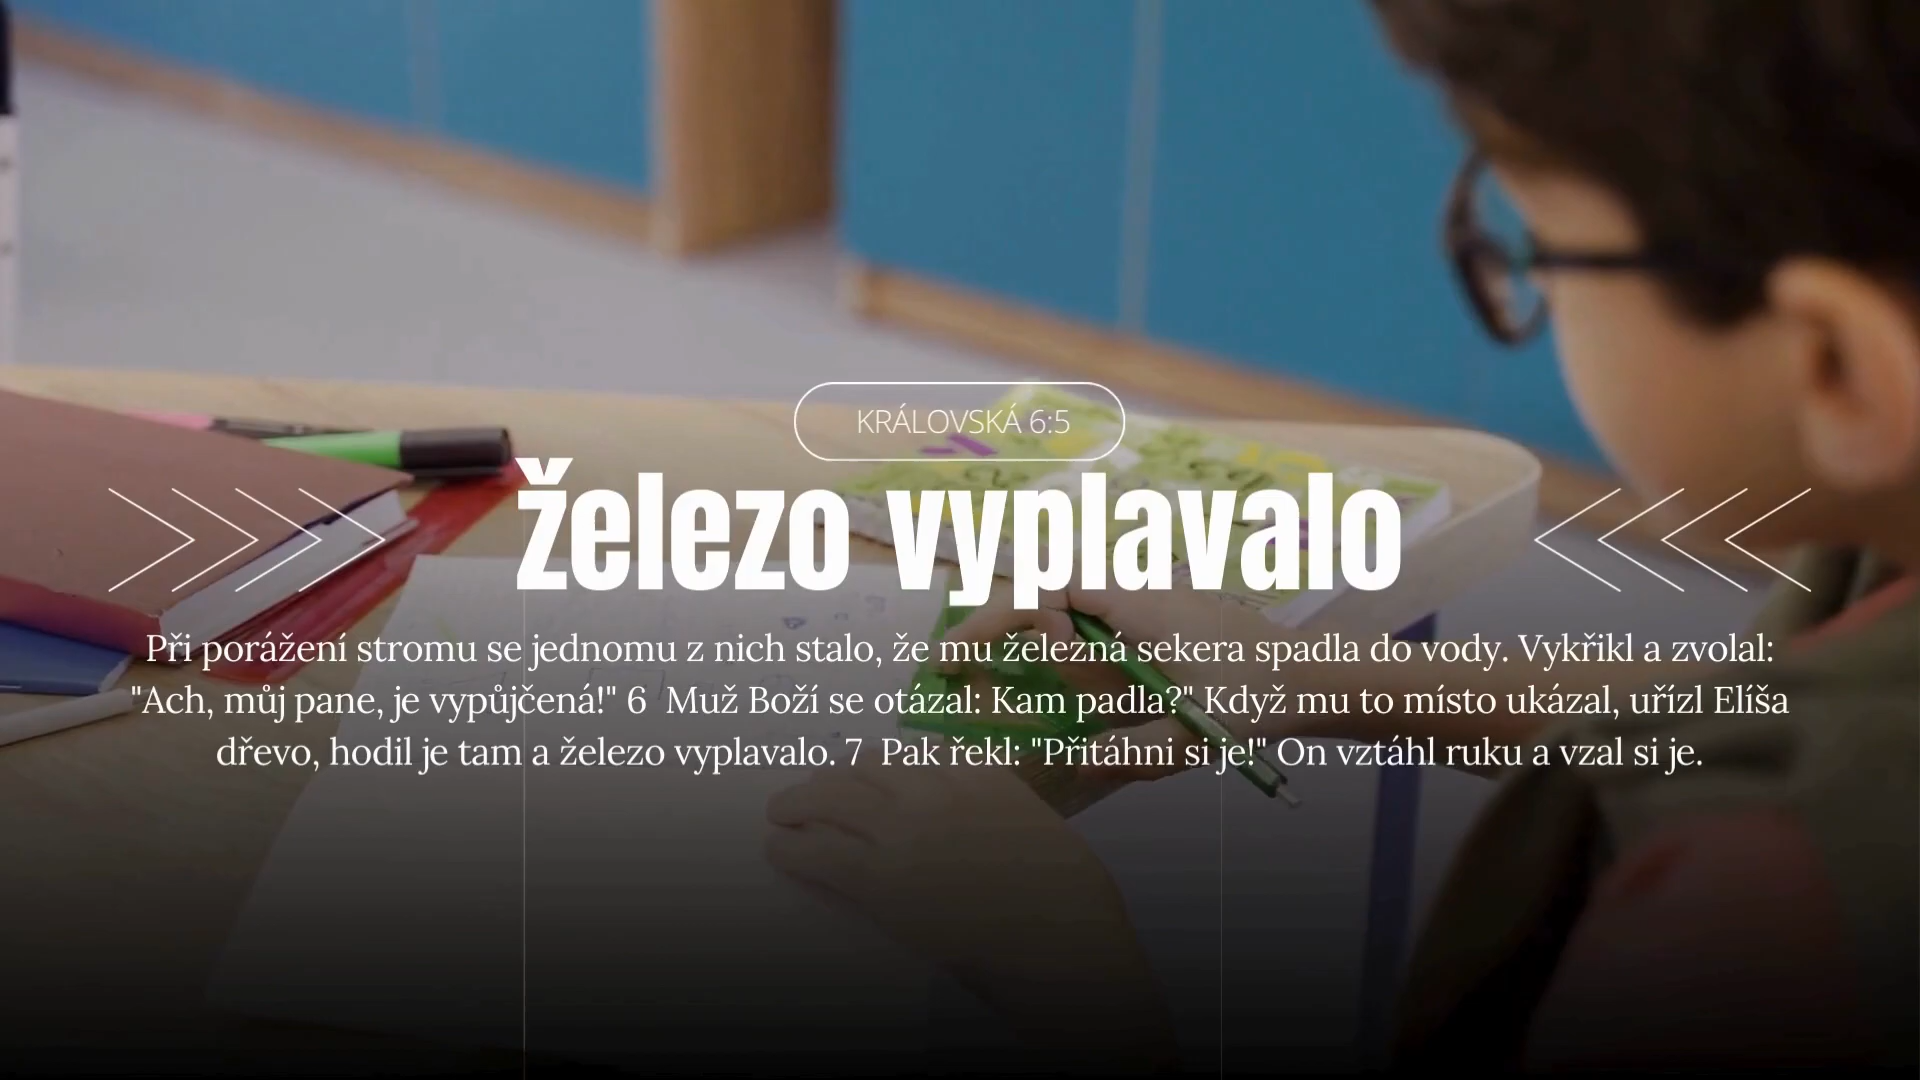 KRÁLOVSKÁ 6:5
železo vyplavalo
Při porážení stromu se jednomu z nich stalo, že mu železná sekera spadla do vody. Vykřikl a zvolal:
"Ach, můj pane, je vypůjčená!" 6  Muž Boží se otázal: Kam padla?" Když mu to místo ukázal, uřízl Elíša
dřevo, hodil je tam a železo vyplavalo. 7  Pak řekl: "Přitáhni si je!" On vztáhl ruku a vzal si je.